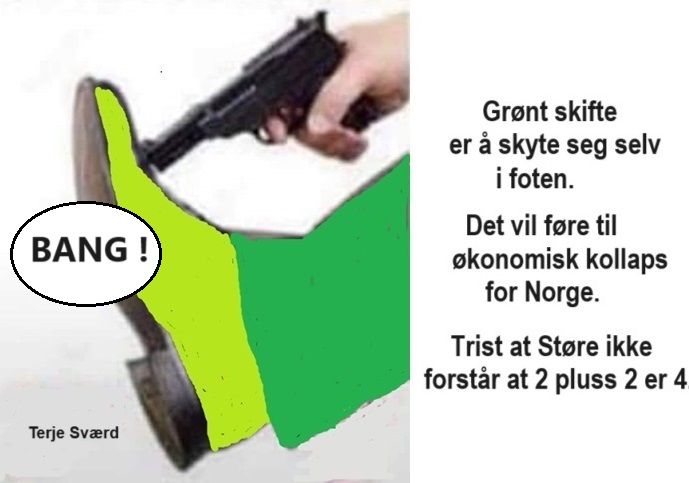 BANG !
Terje Sværd
Grønt skifte
er å skyte seg selv
i foten.
Det vil føre til
økonomisk kollaps
for Norge.
Trist at Støre ikke
forstår at 2 pluss 2 er 4.